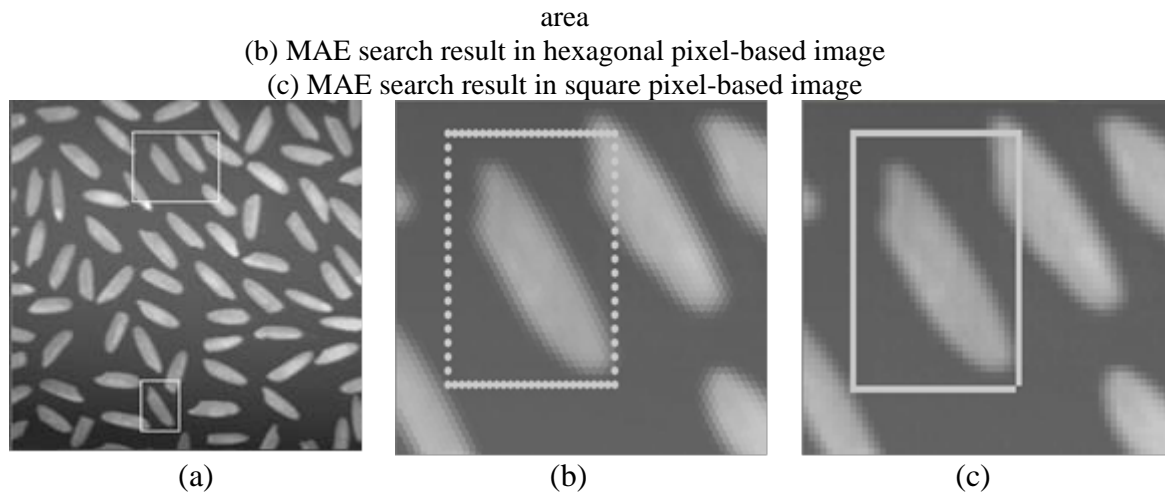 area
(b) MAE search result in hexagonal pixel-based image
(c) MAE search result in square pixel-based image
(a)
(b)
(c)